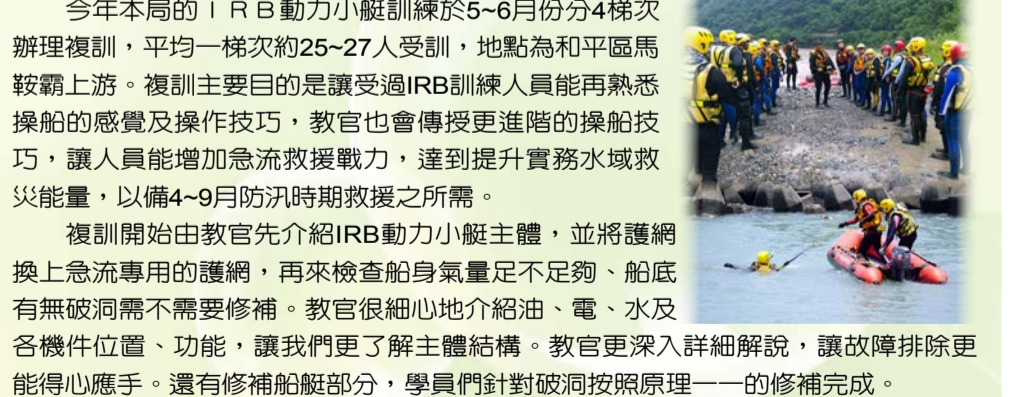 今年本局的ＩＲＢ動力小艇訓練於5~6月份分4梯次
辦理複訓，平均一梯次約25~27人受訓，地點為和平區馬
鞍霸上游。複訓主要目的是讓受過IRB訓練人員能再熟悉
操船的感覺及操作技巧，教官也會傳授更進階的操船技
巧，讓人員能增加急流救援戰力，達到提升實務水域救
災能量，以備4~9月防汛時期救援之所需。
複訓開始由教官先介紹IRB動力小艇主體，並將護網
換上急流專用的護網，再來檢查船身氣量足不足夠、船底
有無破洞需不需要修補。教官很細心地介紹油、電、水及
各機件位置、功能，讓我們更了解主體結構。教官更深入詳細解說，讓故障排除更
能得心應手。還有修補船艇部分，學員們針對破洞按照原理一一的修補完成。